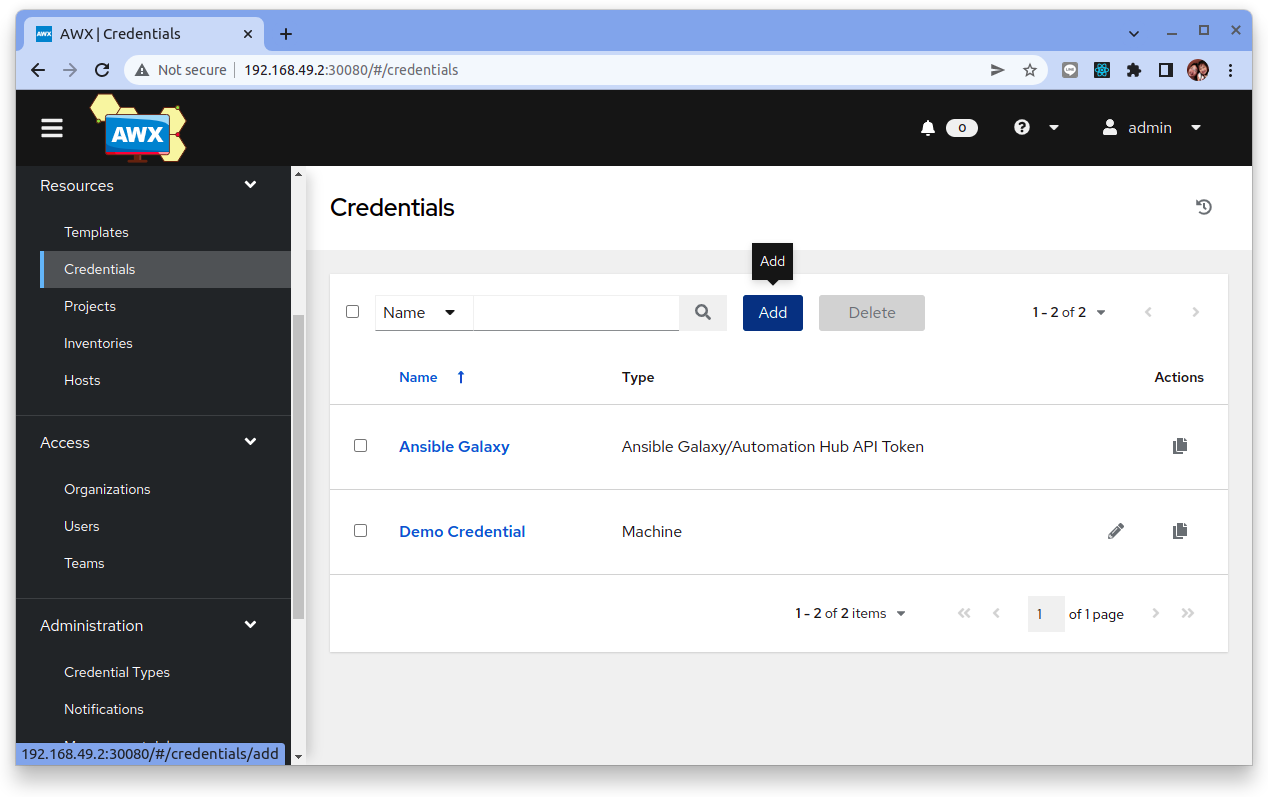 AWX AWX | Credentials
Not secure 192.168.49.2:30080/#/credentials
AWX
0
admin
Resources
Templates
Credentials
Projects
Inventories
Hosts
Access
Organizations
Users
Teams
Administration
Credential Types
Notifications
192.168.49.2:30080/#/credentials/add
Credentials
Add
Name Add Delete 1 - 2 of 2
Name Type Actions
Ansible Galaxy Ansible Galaxy/Automation Hub API Token
Demo Credential Machine
1 - 2 of 2 items 1 of 1 page